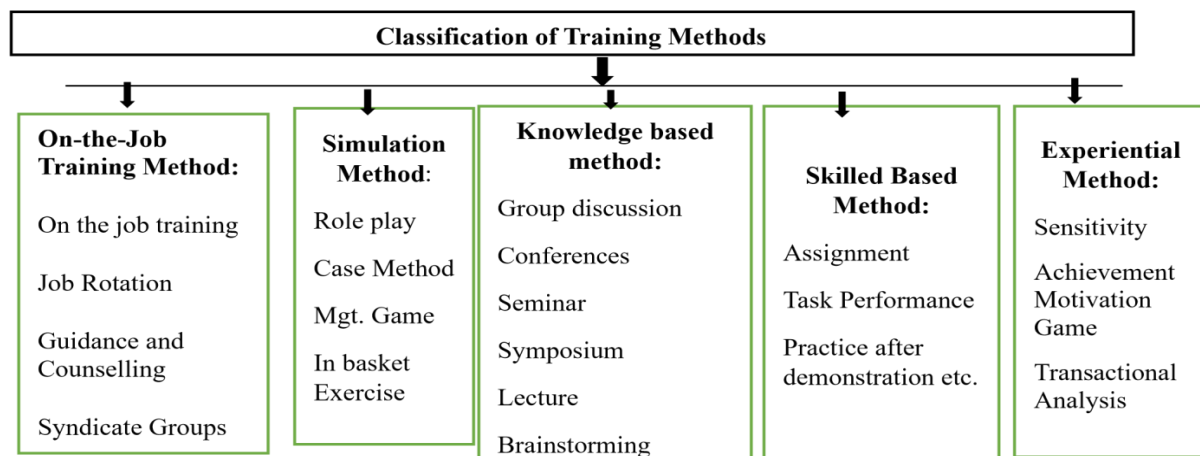 Classification of Training Methods
On-the-Job
Training Method:
On the job training
Job Rotation
Guidance and
Counselling
Syndicate Groups
Simulation
Method:
Role play
Case Method
Mgt. Game
In basket
Exercise
Knowledge based
method:
Group discussion
Conferences
Seminar
Symposium
Lecture
Brainstorming
Skilled Based
Method:
Assignment
Task Performance
Practice after
demonstration etc.
Experiential
Method:
Sensitivity
Achievement
Motivation
Game
Transactional
Analysis